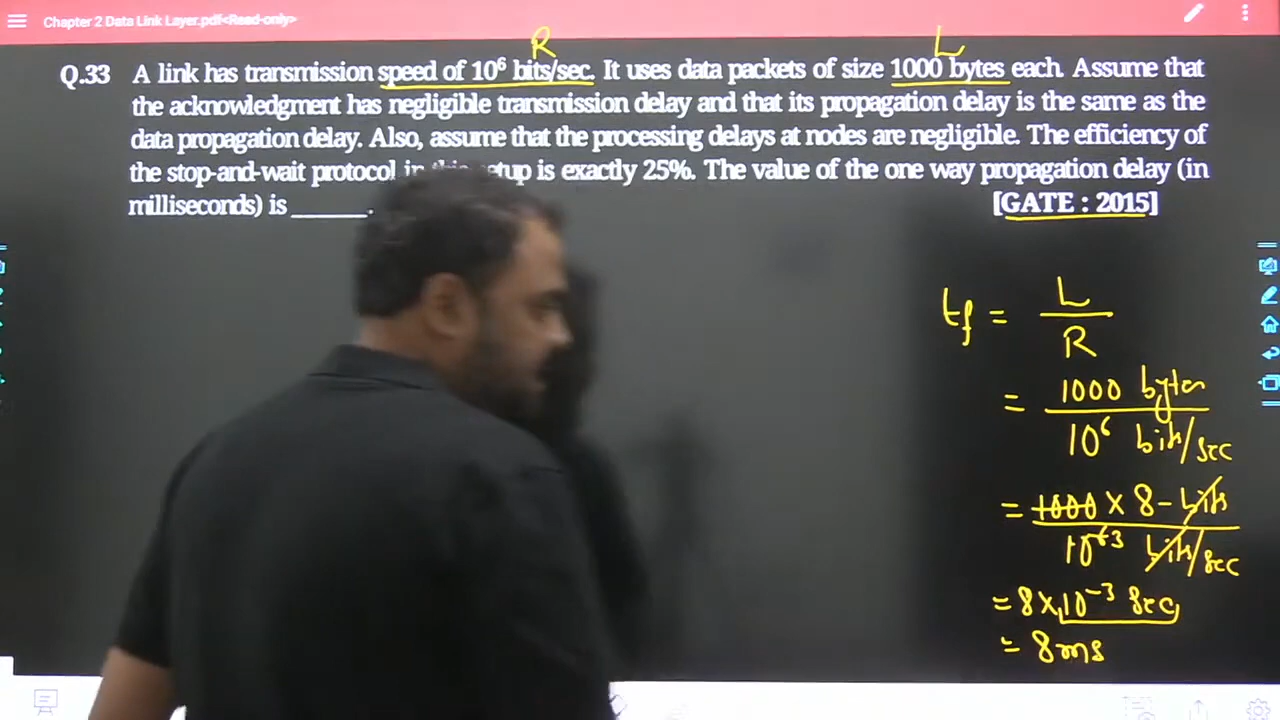 Chapter 2 Data Link Layer.pdf<Read-only>
R L
Q.33 A link has transmission speed of 10⁶ bits/sec. It uses data packets of size 1000 bytes each. Assume that
the acknowledgment has negligible transmission delay and that its propagation delay is the same as the
data propagation delay. Also, assume that the processing delays at nodes are negligible. The efficiency of
the stop-and-wait protocol in setup is exactly 25%. The value of the one way propagation delay (in
milliseconds) is ______.
[GATE : 2015]
tf = L
R
= 1000 bytes
10⁶ bits/sec
= 1000 × 8 - bits
10⁶ 3 bits/sec
= 8 × 10⁻³ sec
= 8ms